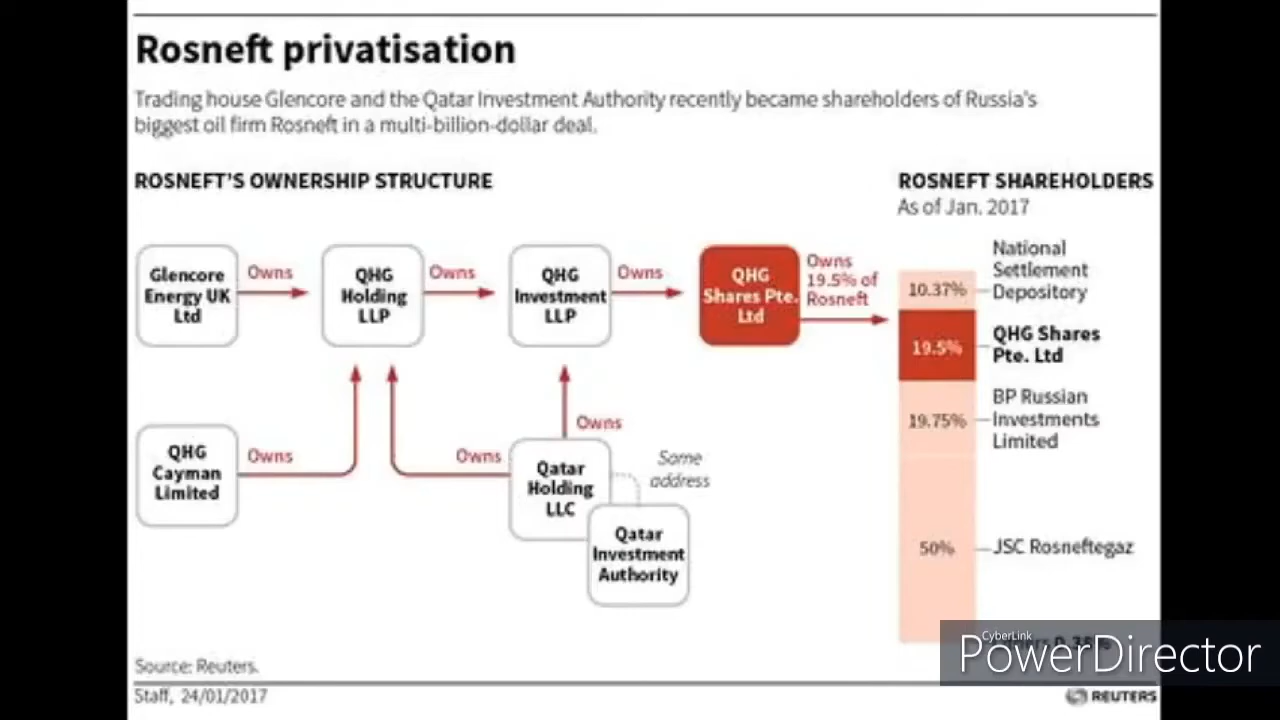 Rosneft privatisation
Trading house Glencore and the Qatar Investment Authority recently became shareholders of Russia's
biggest oil firm Rosneft in a multi-billion-dollar deal.
ROSNEFT'S OWNERSHIP STRUCTURE
Glencore
Energy UK
Ltd
Owns
QHG
Holding
LLP
Owns
QHG
Investment
LLP
Owns
QHG
Shares Pte.
Ltd
Owns
19.5% of
Rosneft
QHG
Cayman
Limited
Owns
Owns
Owns
Qatar
Holding
LLC
Same
address
Qatar
Investment
Authority
ROSNEFT SHAREHOLDERS
As of Jan. 2017
10.37%
National
Settlement
Depository
19.5%
QHG Shares
Pte. Ltd
19.75%
BP Russian
Investments
Limited
50%
JSC Rosneftegaz
CyberLink
PowerDirector
Source: Reuters.
Staff, 24/01/2017
REUTERS